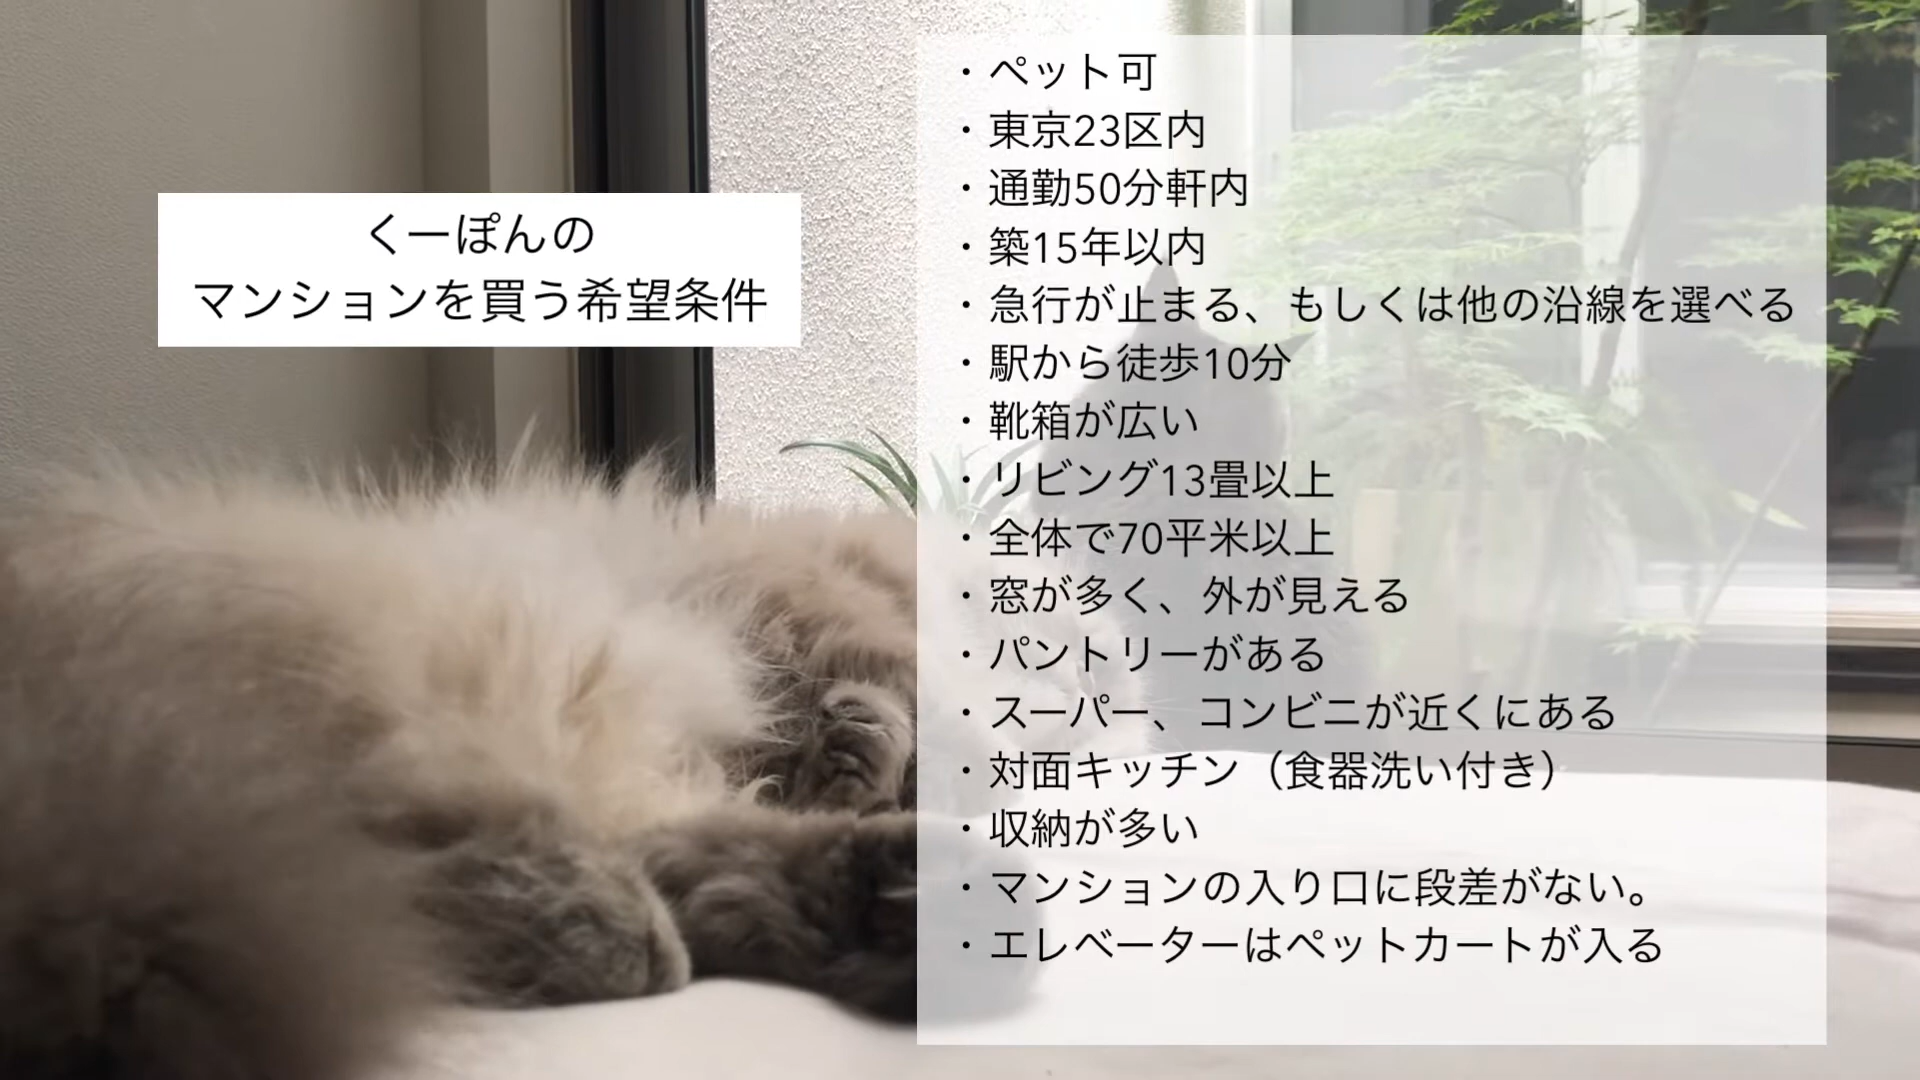 くーぽんの
マンションを買う希望条件
・ペット可
・東京23区内
・通勤50分軒内
・築15年以内
・急行が止まる、もしくは他の沿線を選べる
・駅から徒歩10分
・靴箱が広い
・リビング13畳以上
・全体で70平米以上
・窓が多く、外が見える
・パントリーがある
・スーパー、コンビニが近くにある
・対面キッチン（食器洗い付き）
・収納が多い
・マンションの入り口に段差がない。
・エレベーターはペットカートが入る